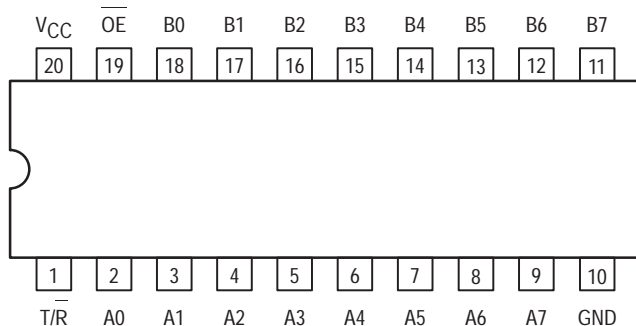 VCC OE B0 B1 B2 B3 B4 B5 B6 B7
20 19 18 17 16 15 14 13 12 11
1 2 3 4 5 6 7 8 9 10
T/R A0 A1 A2 A3 A4 A5 A6 A7 GND